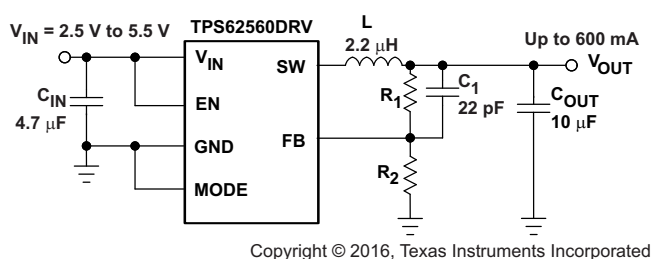 V_IN = 2.5 V to 5.5 V
TPS62560DRV
L
2.2 μH
Up to 600 mA
V_OUT
V_IN
SW
C_IN
4.7 μF
EN
R_1
C_1
22 pF
C_OUT
10 μF
GND
FB
MODE
R_2
Copyright © 2016, Texas Instruments Incorporated